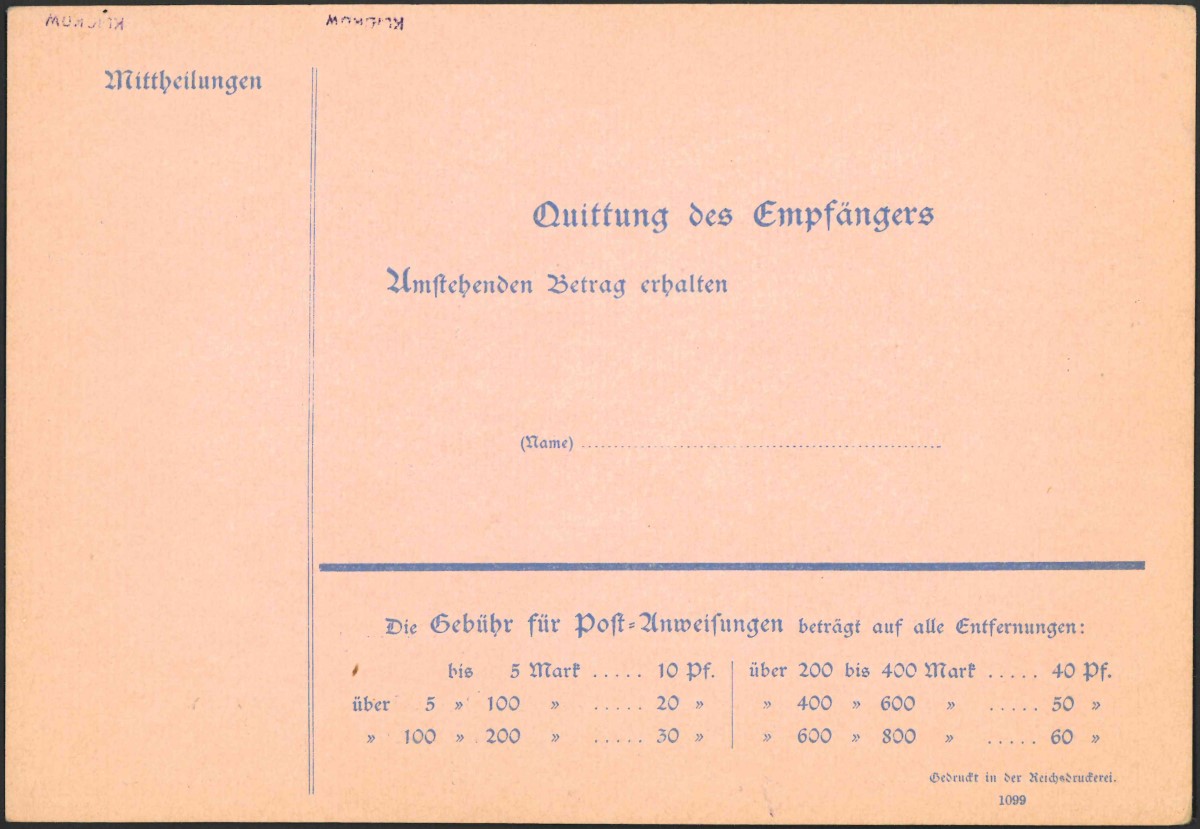 Mittheilungen
Quittung des Empfängers
Umstehenden Betrag erhalten
(Name) ........................................
Die Gebühr für Post-Anweisungen beträgt auf alle Entfernungen:
bis 5 Mark ..... 10 Pf.
über 5 » 100 » ..... 20 »
» 100 » 200 » ..... 30 »
über 200 bis 400 Mark ..... 40 Pf.
» 400 » 600 » ..... 50 »
» 600 » 800 » ..... 60 »
Gedruckt in der Reichsdruckerei.
1099